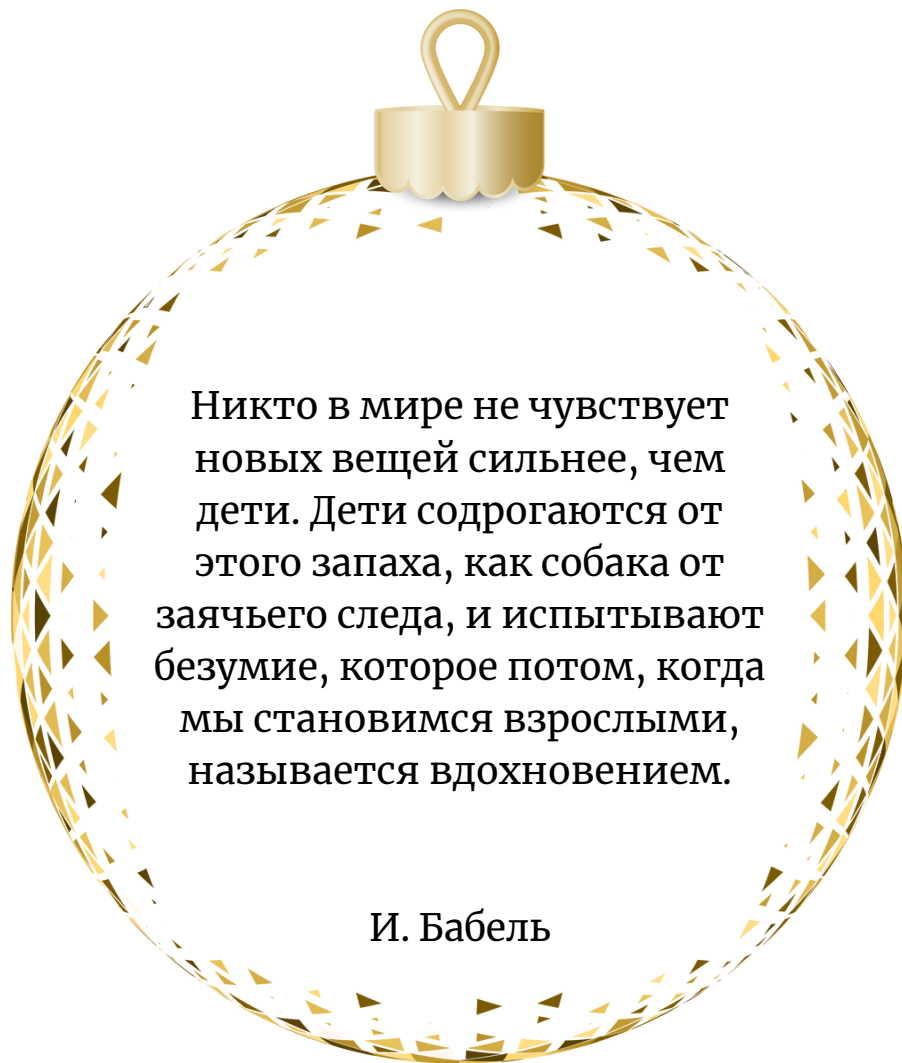 Никто в мире не чувствует
новых вещей сильнее, чем
дети. Дети содрогаются от
этого запаха, как собака от
заячьего следа, и испытывают
безумие, которое потом, когда
мы становимся взрослыми,
называется вдохновением.
И. Бабель